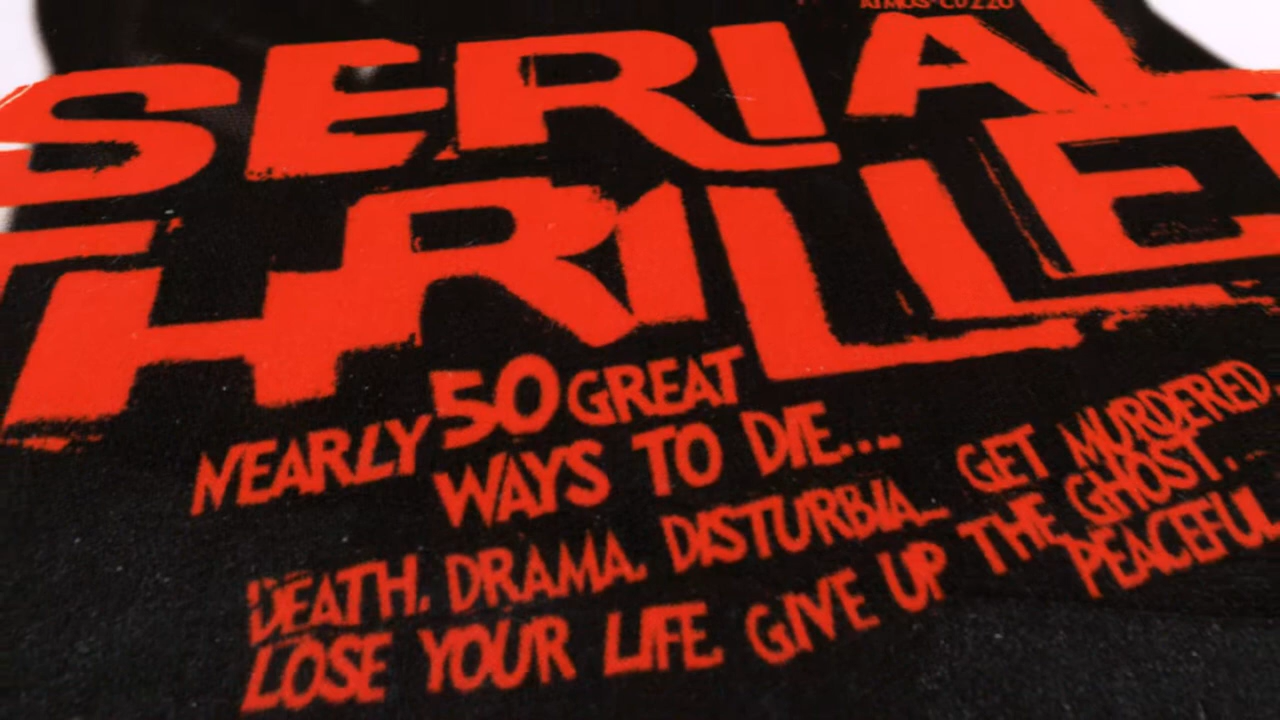 SERIAL
THRILLE
NEARLY 50 GREAT
WAYS TO DIE...
DEATH. DRAMA. DISTURBIA... GET MURDERED.
LOSE YOUR LIFE. GIVE UP THE GHOST.
PEACEFUL